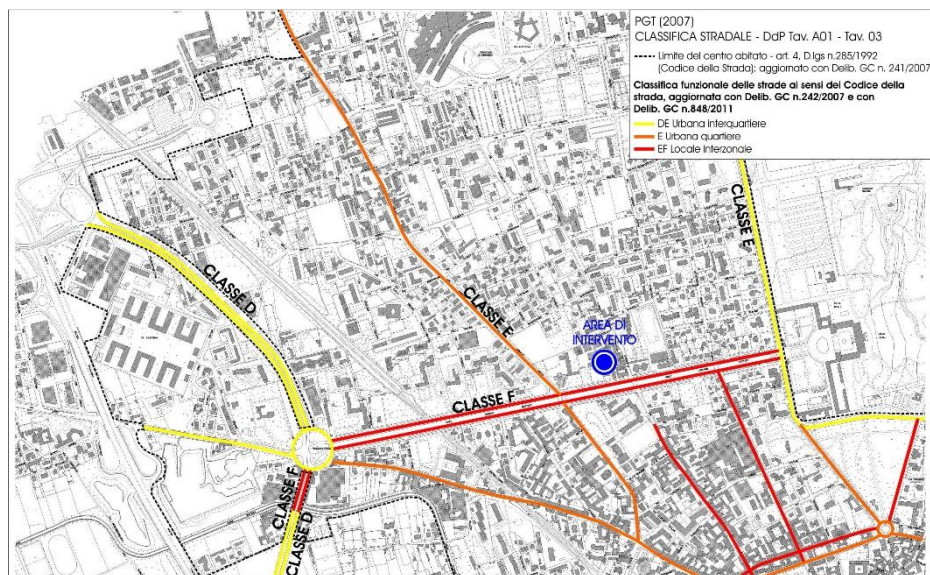 PGT (2007)
CLASSIFICA STRADALE - DdP Tav. A01 - Tav. 03
Limite del centro abitato - art. 4, D.lgs n.285/1992
(Codice della Strada); aggiornato con Delib. GC n. 241/2007
Classifica funzionale delle strade ai sensi del Codice della
strada, aggiornata con Delib. GC n.242/2007 e con
Delib. GC n.848/2011
DE Urbana interquartiere
E Urbana quartiere
EF Locale interzonale
CLASSE E
CLASSE D
CLASSE E
AREA DI
INTERVENTO
CLASSE F
CLASSE F
CLASSE D